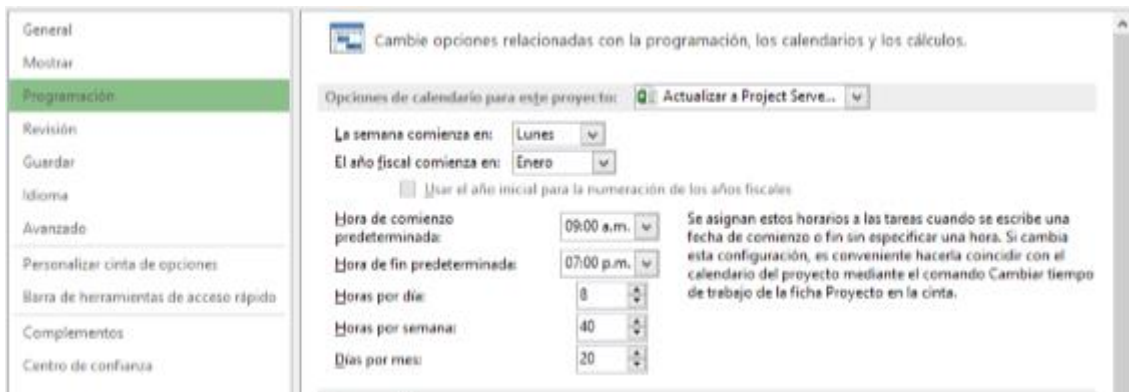 General
Mostrar
Programación
Revisión
Guardar
Idioma
Avanzado
Personalizar cinta de opciones
Barra de herramientas de acceso rápido
Complementos
Centro de confianza
Cambie opciones relacionadas con la programación, los calendarios y los cálculos.
Opciones de calendario para este proyecto: Actualizar a Project Serve...
La semana comienza en: Lunes
El año fiscal comienza en: Enero
Usar el año inicial para la numeración de los años fiscales
Hora de comienzo
predeterminada: 09:00 a.m.
Hora de fin predeterminada: 07:00 p.m.
Horas por día: 8
Horas por semana: 40
Días por mes: 20
Se asignan estos horarios a las tareas cuando se escribe una
fecha de comienzo o fin sin especificar una hora. Si cambia
esta configuración, es conveniente hacerla coincidir con el
calendario del proyecto mediante el comando Cambiar tiempo
de trabajo de la ficha Proyecto en la cinta.